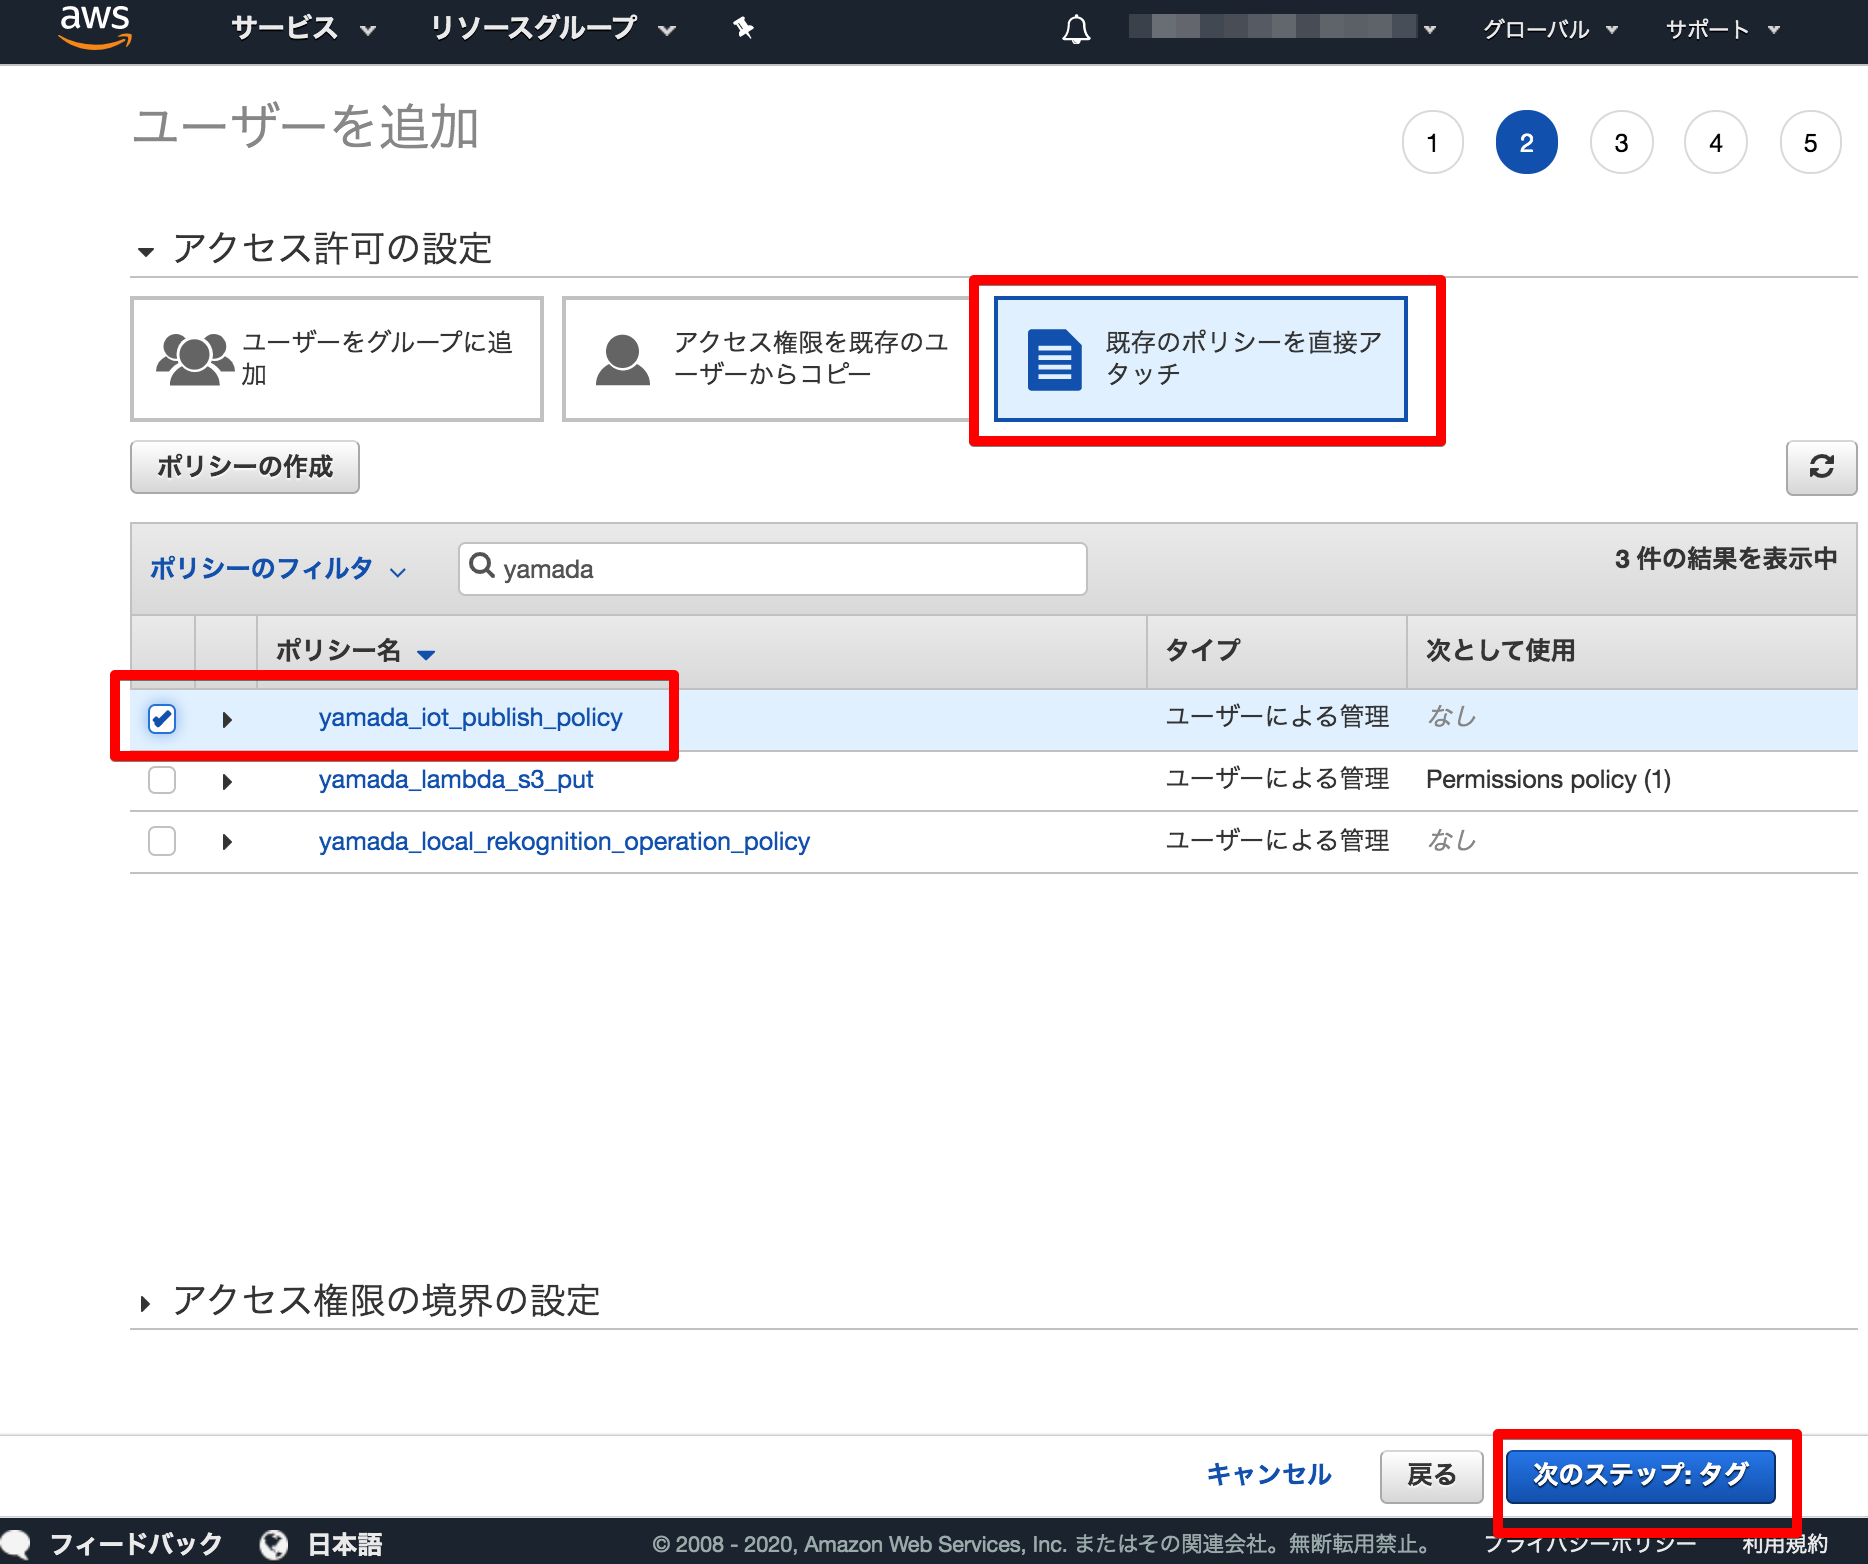 aws サービス リソースグループ グローバル サポート
ユーザーを追加
1 2 3 4 5
アクセス許可の設定
ユーザーをグループに追
加
アクセス権限を既存のユ
ーザーからコピー
既存のポリシーを直接ア
タッチ
ポリシーの作成
ポリシーのフィルタ yamada 3 件の結果を表示中
ポリシー名 タイプ 次として使用
yamada_iot_publish_policy ユーザーによる管理 なし
yamada_lambda_s3_put ユーザーによる管理 Permissions policy (1)
yamada_local_rekognition_operation_policy ユーザーによる管理 なし
アクセス権限の境界の設定
キャンセル 戻る 次のステップ: タグ
フィードバック 日本語 © 2008 - 2020, Amazon Web Services, Inc. またはその関連会社。無断転用禁止。 プライバシーポリシー 利用規約